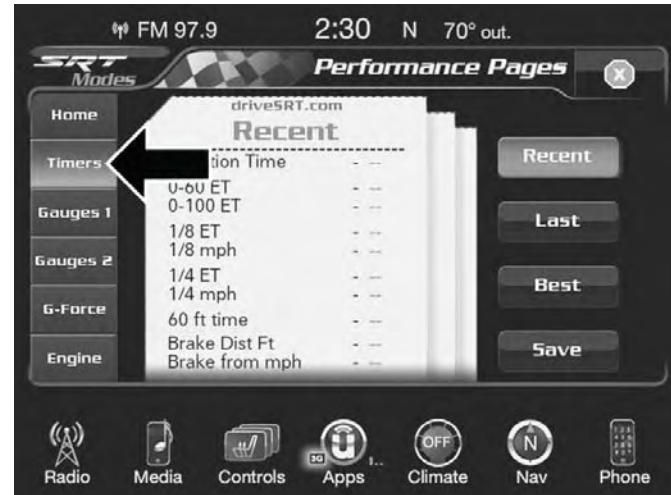 FM 97.9 2:30 N 70° out.
SRT
Modes
Performance Pages
X
Home
Timers
Gauges 1
Gauges 2
G-Force
Engine
driveSRT.com
Recent
tion Time - --
0-60 ET - --
0-100 ET - --
1/8 ET - --
1/8 mph - --
1/4 ET - --
1/4 mph - --
60 ft time - --
Brake Dist Ft - --
Brake from mph - --
Recent
Last
Best
Save
Radio
Media
Controls
3G
Apps
1..
OFF
Climate
N
Nav
Phone